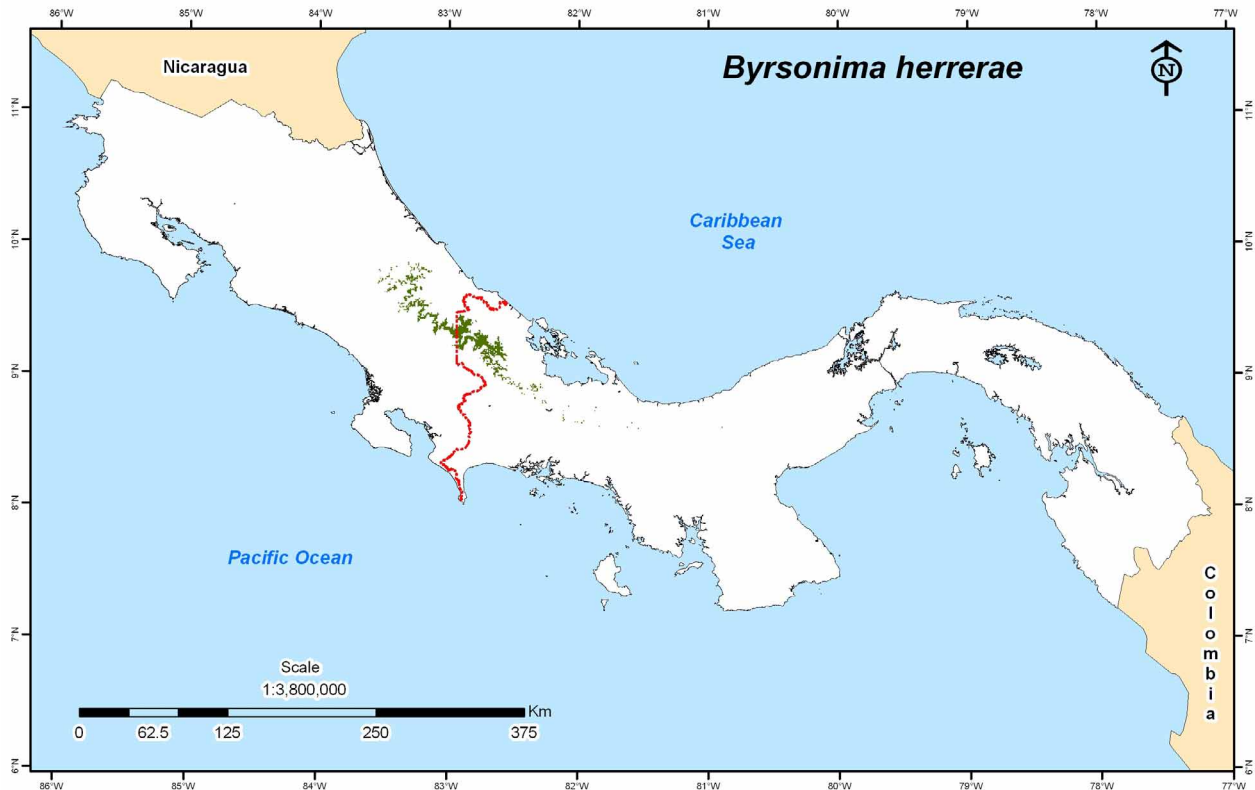 86°W 85°W 84°W 83°W 82°W 81°W 80°W 79°W 78°W 77°W
Nicaragua
Byrsonima herrerae
N
11°N 11°N
Caribbean
Sea
10°N 10°N
9°N 9°N
8°N 8°N
Pacific Ocean
Colombia
7°N 7°N
Scale
1:3,800,000
Km
0 62.5 125 250 375
6°N 6°N
86°W 85°W 84°W 83°W 82°W 81°W 80°W 79°W 78°W 77°W